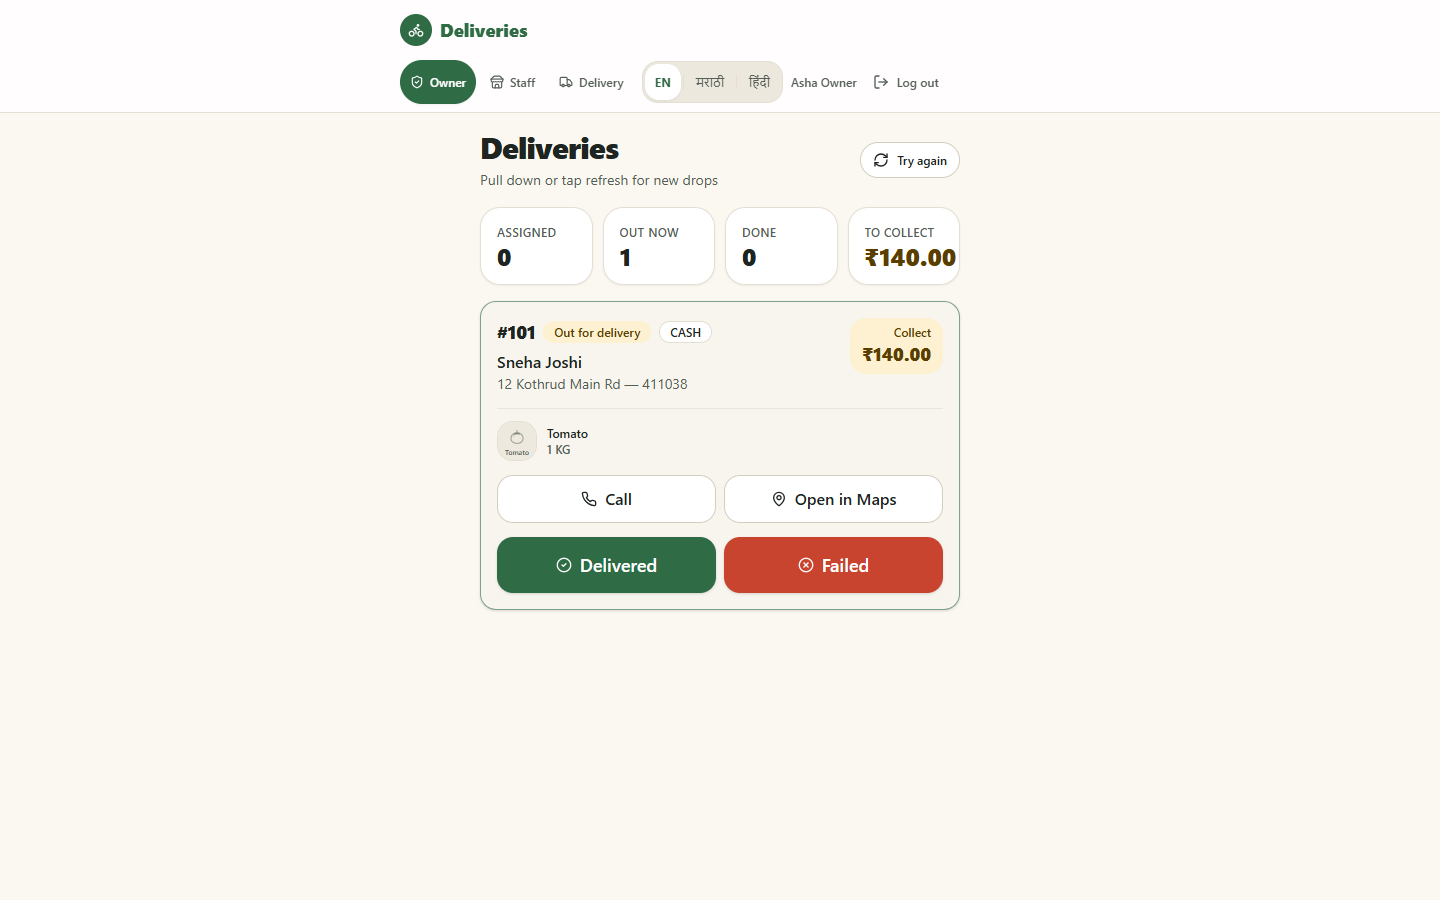 Deliveries
Owner Staff Delivery EN मराठी हिंदी Asha Owner Log out
Deliveries
Pull down or tap refresh for new drops
Try again
ASSIGNED
0
OUT NOW
1
DONE
0
TO COLLECT
₹140.00
#101 Out for delivery CASH
Sneha Joshi
12 Kothrud Main Rd — 411038
Collect
₹140.00
Tomato
Tomato
1 KG
Call
Open in Maps
Delivered
Failed